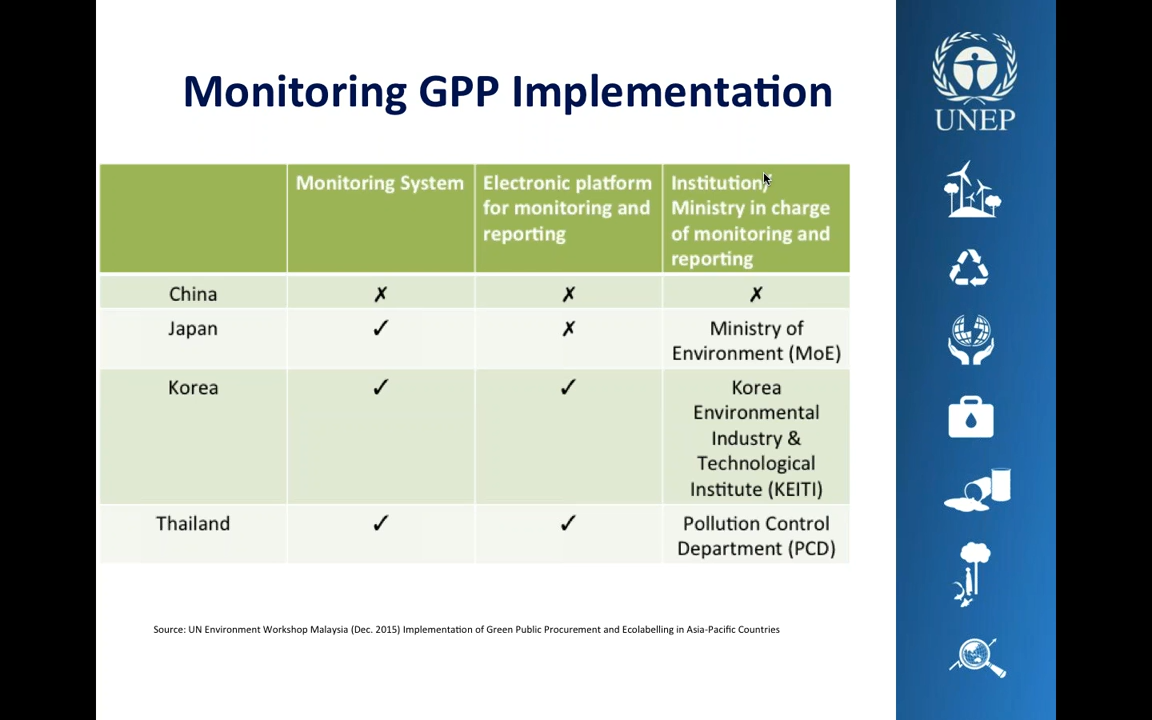 Monitoring GPP Implementation
UNEP
Monitoring System
Electronic platform
for monitoring and
reporting
Institution/
Ministry in charge
of monitoring and
reporting
China ✗ ✗ ✗
Japan ✓ ✗ Ministry of
Environment (MoE)
Korea ✓ ✓ Korea
Environmental
Industry &
Technological
Institute (KEITI)
Thailand ✓ ✓ Pollution Control
Department (PCD)
Source: UN Environment Workshop Malaysia (Dec. 2015) Implementation of Green Public Procurement and Ecolabelling in Asia-Pacific Countries